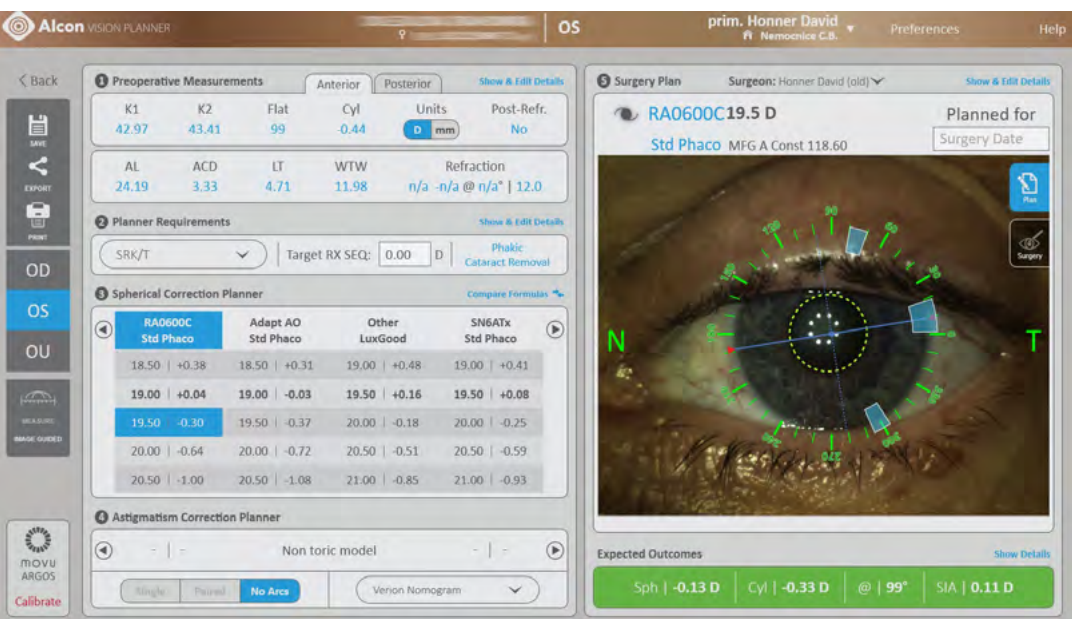 Alcon VISION PLANNER
OS
prim. Honner David
Nemocnice C.B.
Preferences
Help
< Back
SAVE
EXPORT
PRINT
OD
OS
OU
MEASURE
IMAGE GUIDED
MOVU
ARGOS
Calibrate
1 Preoperative Measurements
Anterior
Posterior
Show & Edit Details
K1 K2 Flat Cyl Units Post-Refr.
42.97 43.41 99 -0.44 D mm No
AL ACD LT WTW Refraction
24.19 3.33 4.71 11.98 n/a -n/a @ n/a° | 12.0
2 Planner Requirements
Show & Edit Details
SRK/T
Target RX SEQ: 0.00 D
Phakic
Cataract Removal
3 Spherical Correction Planner
Compare Formulas
RA0600C Adapt AO Other SN6ATx
Std Phaco Std Phaco LuxGood Std Phaco
18.50 | +0.38 18.50 | +0.31 19.00 | +0.48 19.00 | +0.41
19.00 | +0.04 19.00 | -0.03 19.50 | +0.16 19.50 | +0.08
19.50 -0.30 19.50 | -0.37 20.00 | -0.18 20.00 | -0.25
20.00 | -0.64 20.00 | -0.72 20.50 | -0.51 20.50 | -0.59
20.50 | -1.00 20.50 | -1.08 21.00 | -0.85 21.00 | -0.93
4 Astigmatism Correction Planner
- | - Non toric model - | -
Single Paired No Arcs
Verion Nomogram
5 Surgery Plan
Surgeon: Honner David (old)
Show & Edit Details
RA0600C 19.5 D
Planned for
Std Phaco MFG A Const 118.60
Surgery Date
Plan
Surgery
90
60
30
0
270
N
T
Expected Outcomes
Show Details
Sph | -0.13 D Cyl | -0.33 D @ | 99° SIA | 0.11 D